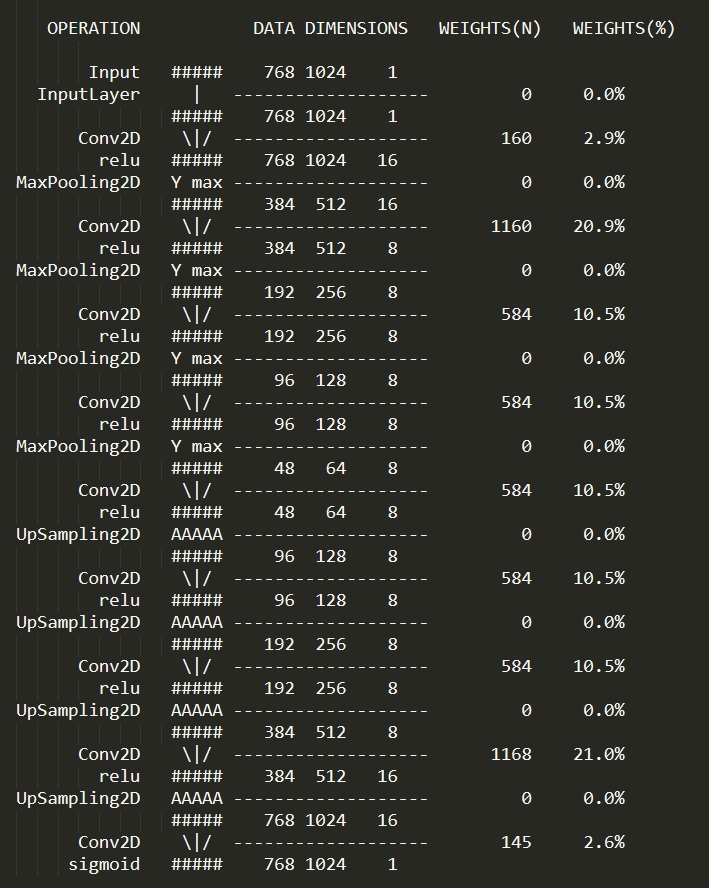 OPERATION DATA DIMENSIONS WEIGHTS(N) WEIGHTS(%)
Input ##### 768 1024 1
InputLayer | ------------------- 0 0.0%
##### 768 1024 1
Conv2D \|/ ------------------- 160 2.9%
relu ##### 768 1024 16
MaxPooling2D Y max ------------------- 0 0.0%
##### 384 512 16
Conv2D \|/ ------------------- 1160 20.9%
relu ##### 384 512 8
MaxPooling2D Y max ------------------- 0 0.0%
##### 192 256 8
Conv2D \|/ ------------------- 584 10.5%
relu ##### 192 256 8
MaxPooling2D Y max ------------------- 0 0.0%
##### 96 128 8
Conv2D \|/ ------------------- 584 10.5%
relu ##### 96 128 8
MaxPooling2D Y max ------------------- 0 0.0%
##### 48 64 8
Conv2D \|/ ------------------- 584 10.5%
relu ##### 48 64 8
UpSampling2D AAAAA ------------------- 0 0.0%
##### 96 128 8
Conv2D \|/ ------------------- 584 10.5%
relu ##### 96 128 8
UpSampling2D AAAAA ------------------- 0 0.0%
##### 192 256 8
Conv2D \|/ ------------------- 584 10.5%
relu ##### 192 256 8
UpSampling2D AAAAA ------------------- 0 0.0%
##### 384 512 8
Conv2D \|/ ------------------- 1168 21.0%
relu ##### 384 512 16
UpSampling2D AAAAA ------------------- 0 0.0%
##### 768 1024 16
Conv2D \|/ ------------------- 145 2.6%
sigmoid ##### 768 1024 1